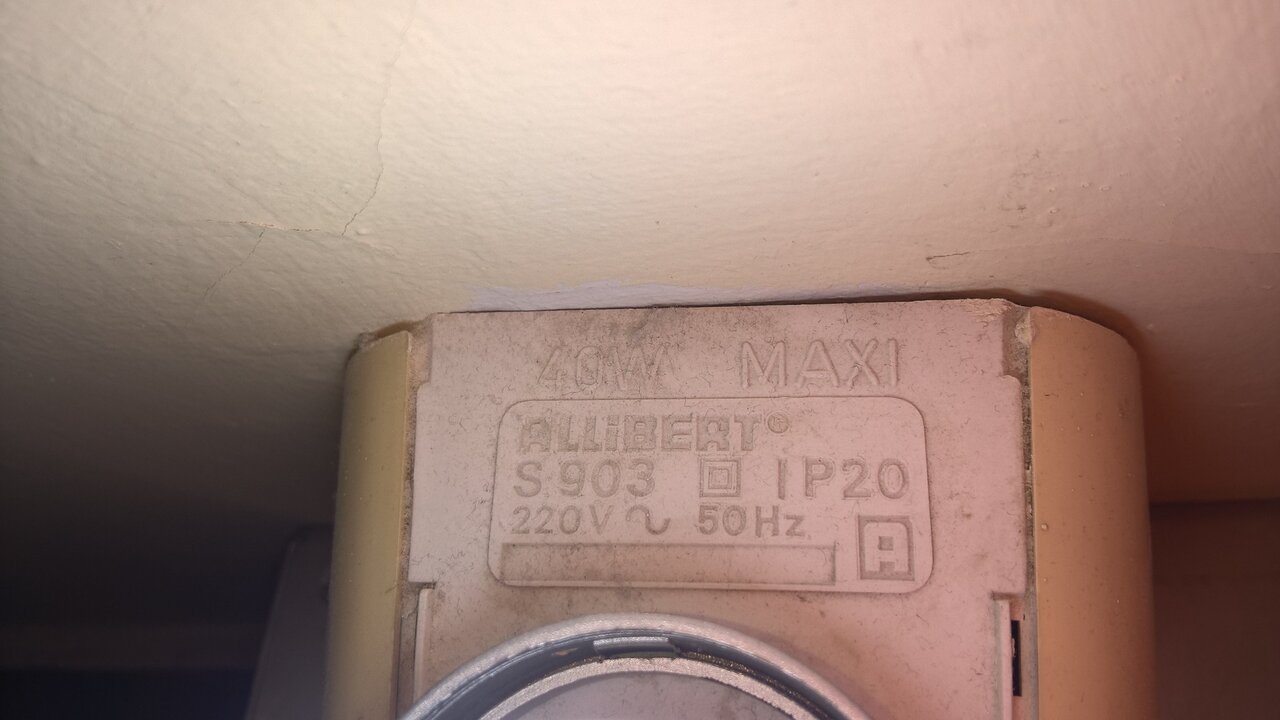 40W MAXI
ALLiBERT®
S 903 IP20
220V ~ 50Hz
A